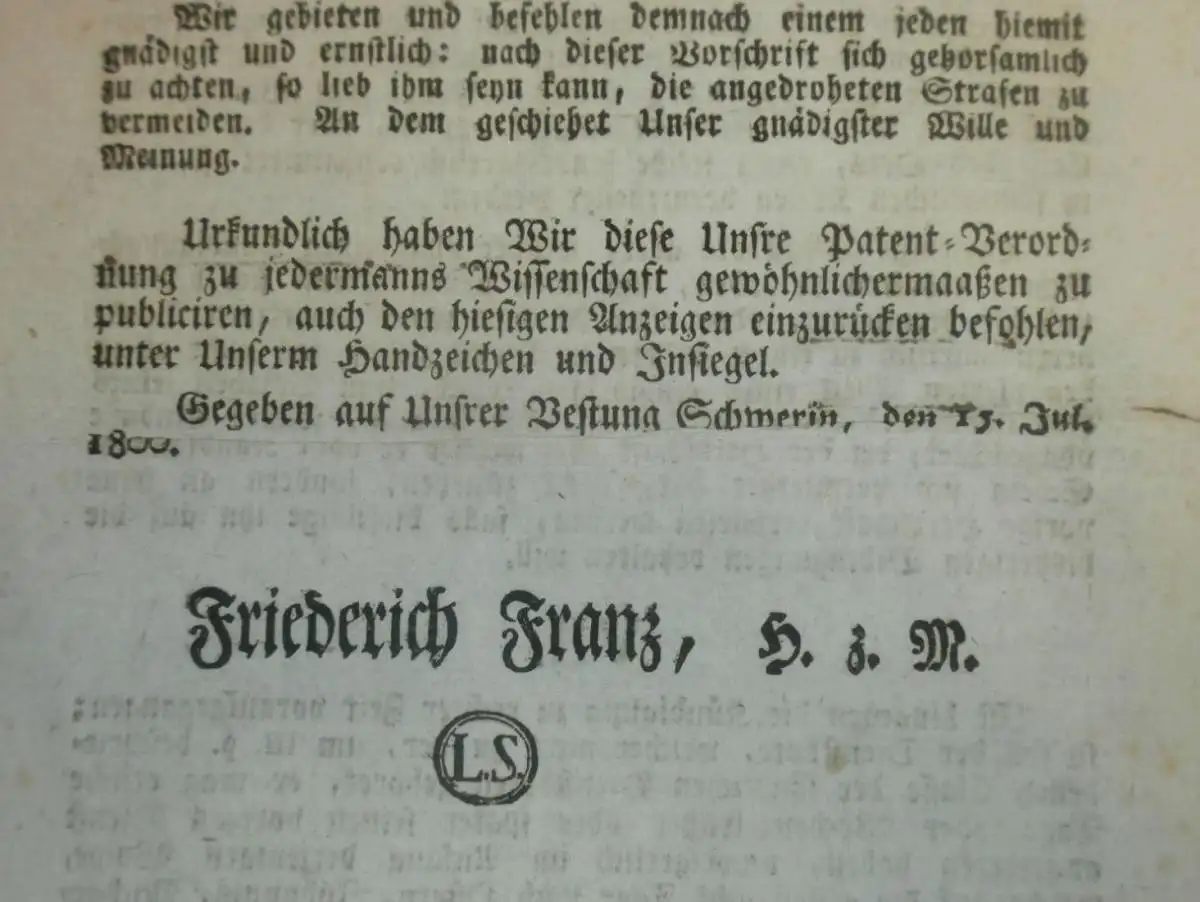 Wir gebieten und befehlen demnach einem jeden hiemit
gnädigst und ernstlich: nach dieser Vorschrift sich gehorsamlich
zu achten, so lieb ihm seyn kann, die angedroheten Strafen zu
vermeiden. An dem geschiehet Unser gnädigster Wille und
Meinung.
Urkundlich haben Wir diese Unsre Patent-Verord-
nung zu jedermanns Wissenschaft gewöhnlichermaaßen zu
publiciren, auch den hiesigen Anzeigen einzurücken befohlen,
unter Unserm Handzeichen und Insiegel.
Gegeben auf Unsrer Vestung Schwerin, den 15. Jul.
1800.
Friederich Franz, H. z. M.
L.S.